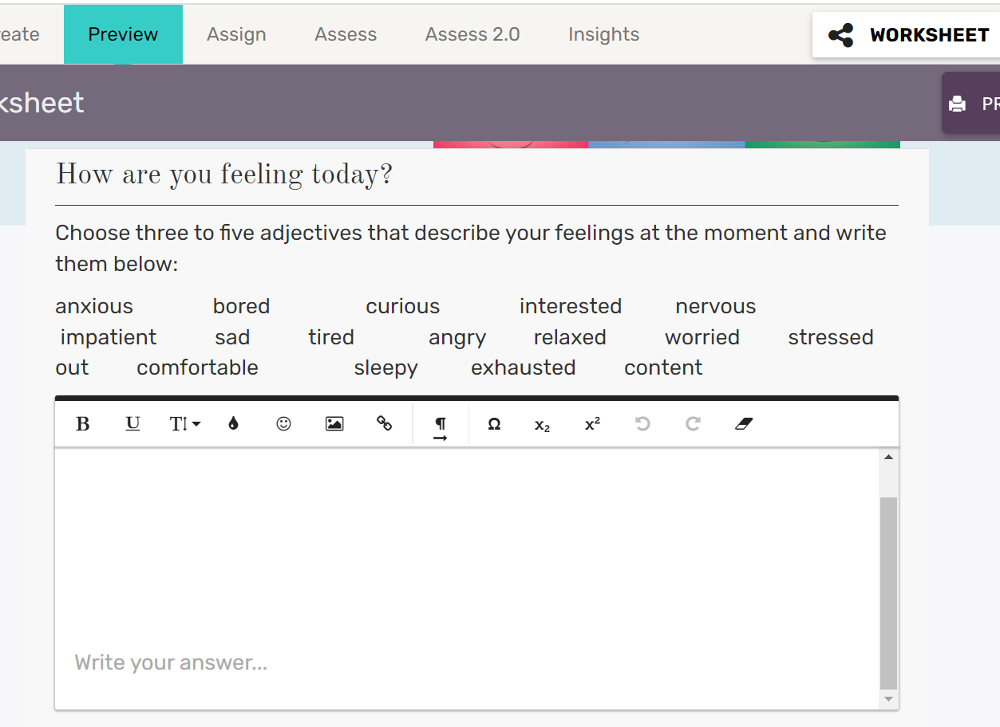 eate Preview Assign Assess Assess 2.0 Insights WORKSHEET
ksheet PR
How are you feeling today?
Choose three to five adjectives that describe your feelings at the moment and write
them below:
anxious bored curious interested nervous
impatient sad tired angry relaxed worried stressed
out comfortable sleepy exhausted content
B U T Ω x₂ x²
Write your answer...